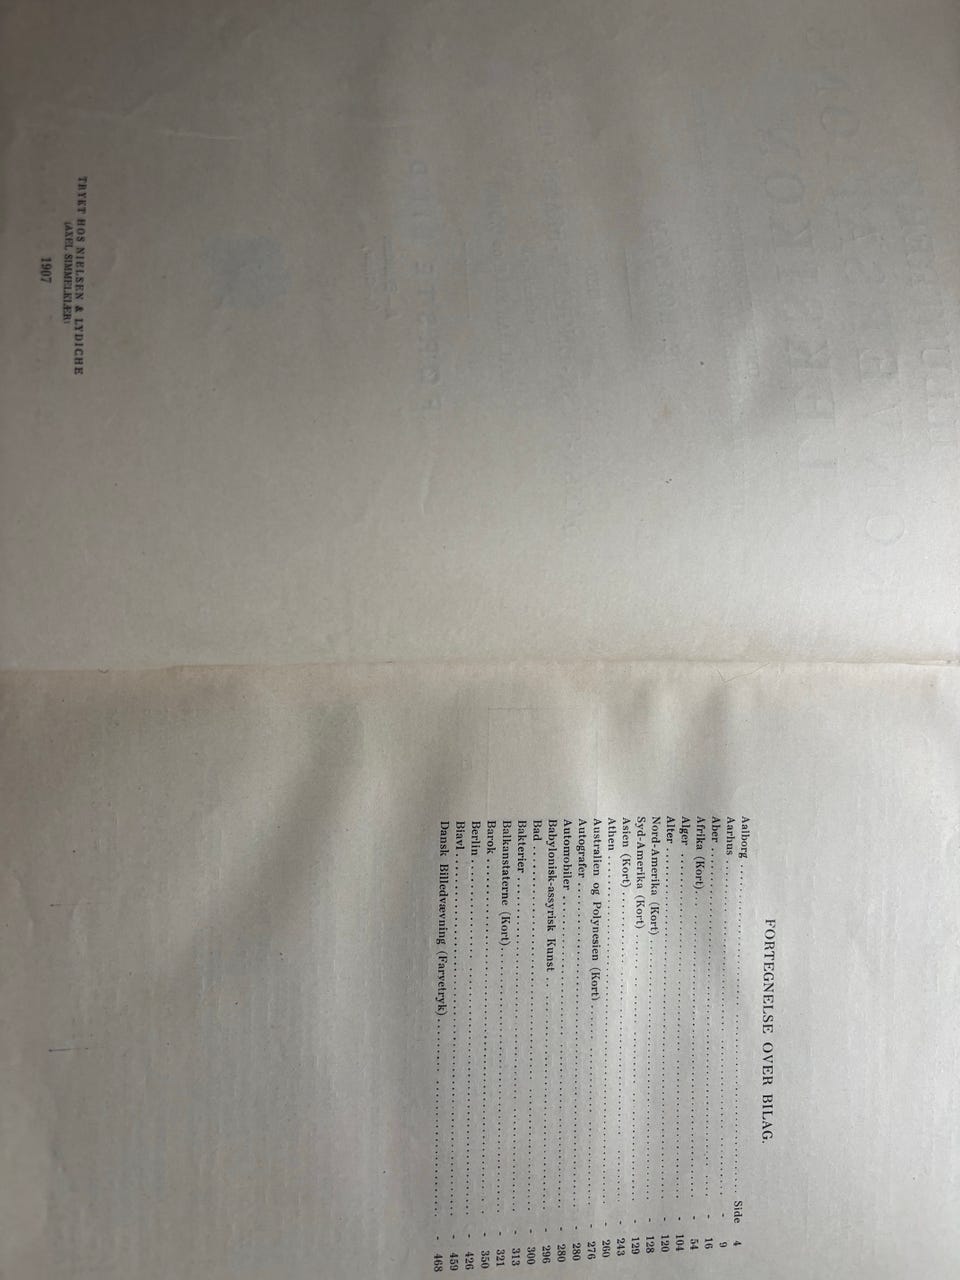 TRYKT HOS NIELSEN & LYDICHE
(AXEL SIMMELKIÆR)
1907
FORTEGNELSE OVER BILAG.
Aalborg ........................ Side 4
Aarhus ........................ - 9
Aber ........................ - 16
Afrika (Kort) ........................ - 54
Alger ........................ - 104
Alter ........................ - 120
Nord-Amerika (Kort) ........................ - 128
Syd-Amerika (Kort) ........................ - 129
Asien (Kort) ........................ - 243
Athen ........................ - 260
Australien og Polynesien (Kort) ........................ - 276
Autografer ........................ - 280
Automobiler ........................ - 280
Babylonisk-assyrisk Kunst ........................ - 296
Bad ........................ - 300
Bakterier ........................ - 313
Balkanstaterne (Kort) ........................ - 321
Barok ........................ - 350
Berlin ........................ - 426
Biavl ........................ - 459
Dansk Billedvævning (Farvetryk) ........................ - 468